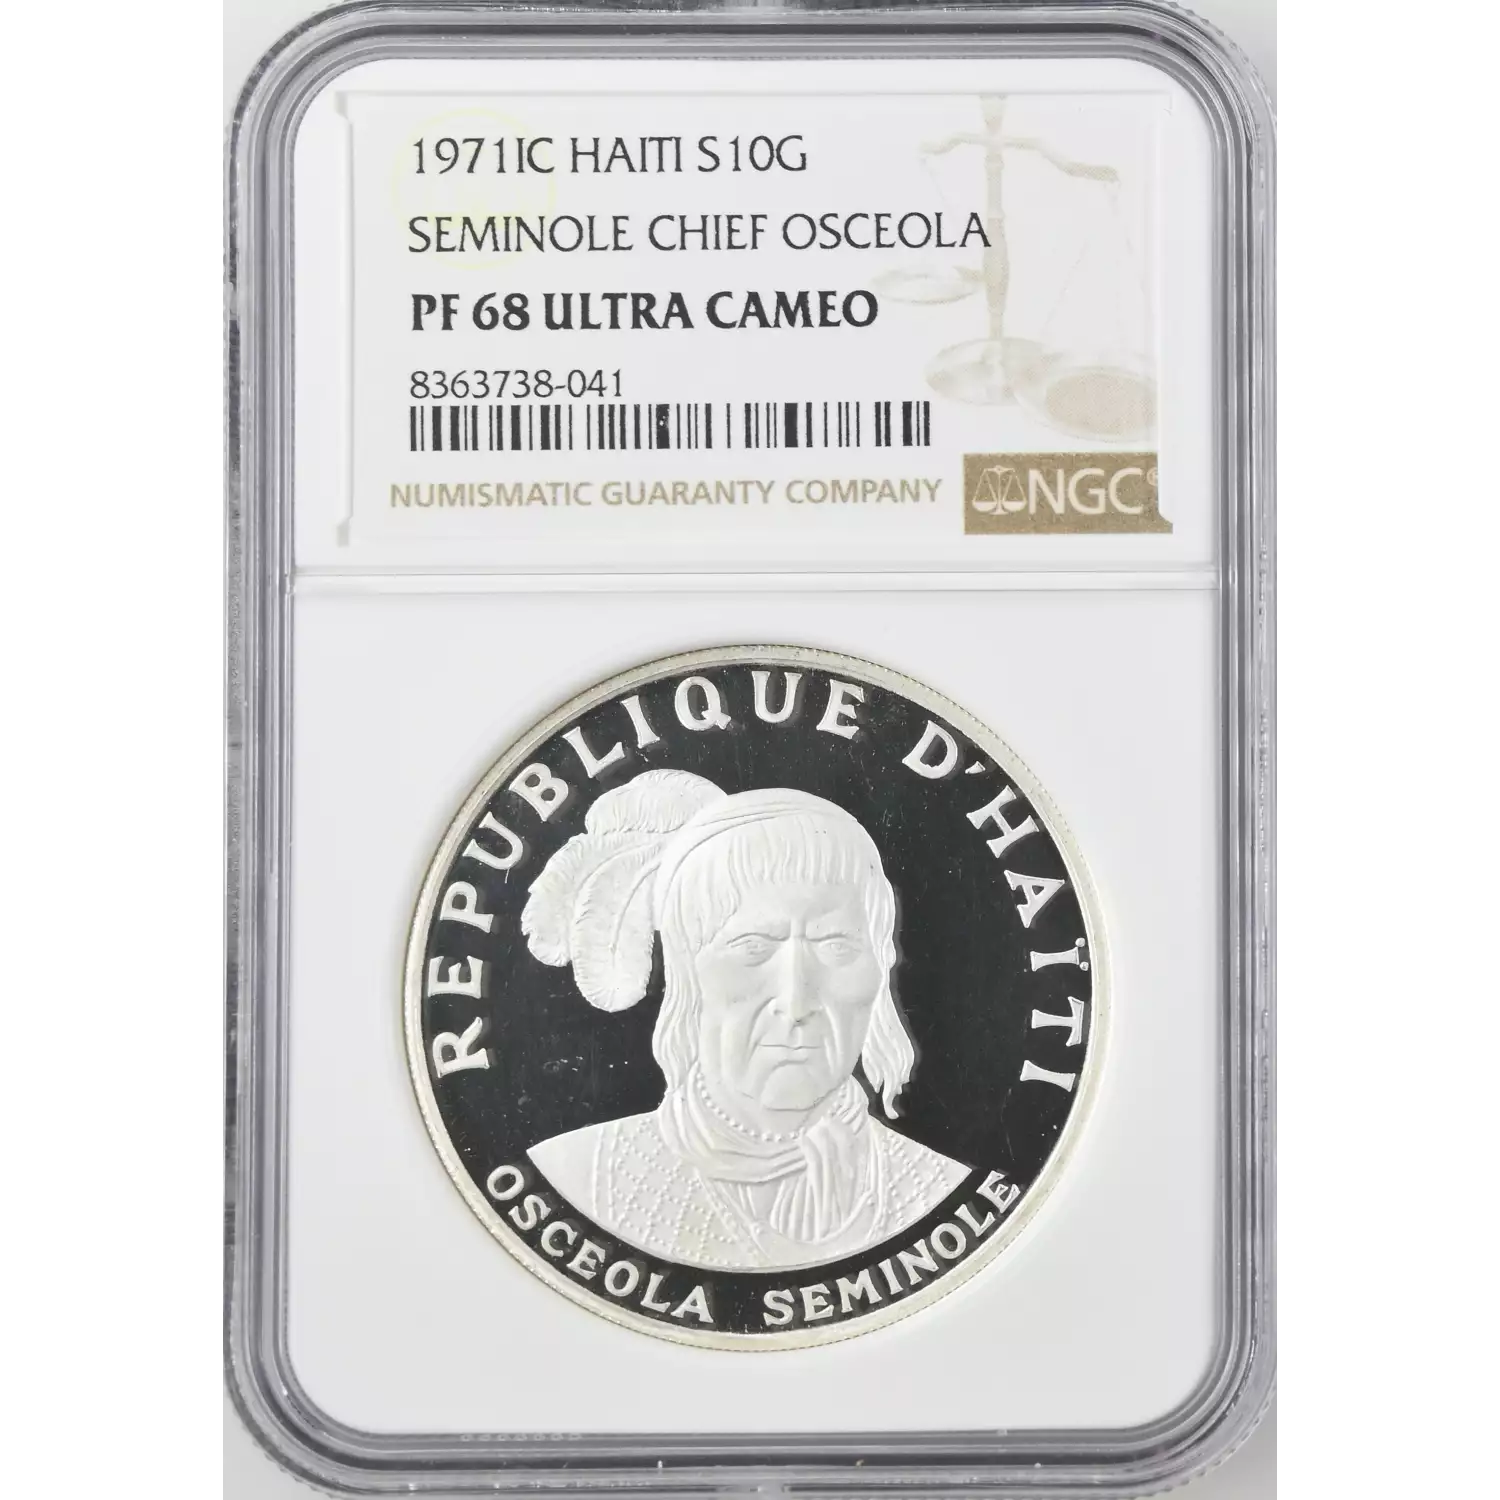 1971IC HAITI S10G
SEMINOLE CHIEF OSCEOLA
PF 68 ULTRA CAMEO
8363738-041
NUMISMATIC GUARANTY COMPANY
NGC
REPUBLIQUE D'HAÏTI
OSCEOLA SEMINOLE